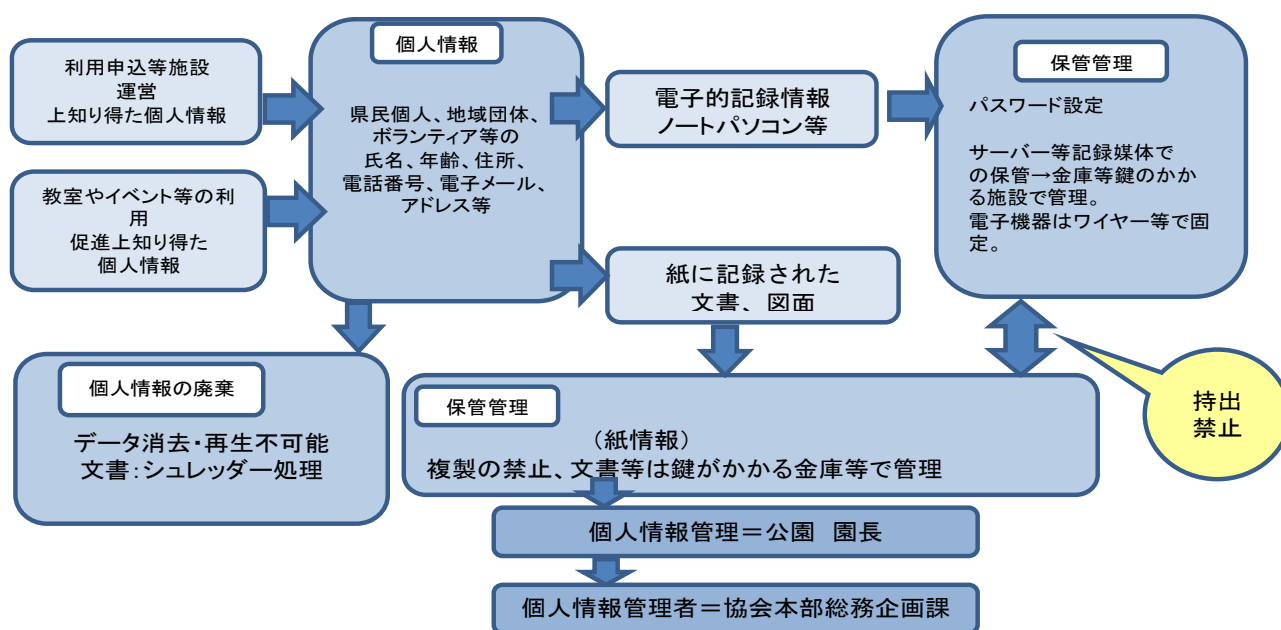 利用申込等施設
運営
上知り得た個人情報
教室やイベント等の利
用
促進上知り得た
個人情報
個人情報
県民個人、地域団体、
ボランティア等の
氏名、年齢、住所、
電話番号、電子メール、
アドレス等
電子的記録情報
ノートパソコン等
紙に記録された
文書、図面
保管管理
パスワード設定
サーバー等記録媒体で
の保管→金庫等鍵のかか
る施設で管理。
電子機器はワイヤー等で固
定。
持出
禁止
個人情報の廃棄
データ消去・再生不可能
文書：シュレッダー処理
保管管理
（紙情報）
複製の禁止、文書等は鍵がかかる金庫等で管理
個人情報管理＝公園　園長
個人情報管理者＝協会本部総務企画課